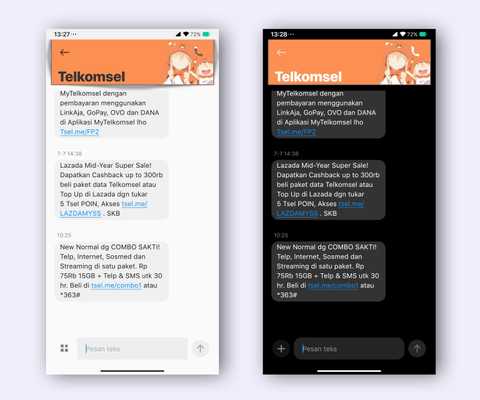 13:27
72%
Telkomsel
MyTelkomsel dengan
pembayaran menggunakan
LinkAja, GoPay, OVO dan DANA
di Aplikasi MyTelkomsel lho
Tsel.me/FP2
7-7 14:38
Lazada Mid-Year Super Sale!
Dapatkan Cashback up to 300rb
beli paket data Telkomsel atau
Top Up di Lazada dgn tukar
5 Tsel POIN, Akses tsel.me/
LAZDAMYSS . SKB
10:25
New Normal dg COMBO SAKTI!
Telp, Internet, Sosmed dan
Streaming di satu paket. Rp
75Rb 15GB + Telp & SMS utk 30
hr. Beli di tsel.me/combo1 atau
*363#
Pesan teks
13:28
72%
Telkomsel
MyTelkomsel dengan
pembayaran menggunakan
LinkAja, GoPay, OVO dan DANA
di Aplikasi MyTelkomsel lho
Tsel.me/FP2
7-7 14:38
Lazada Mid-Year Super Sale!
Dapatkan Cashback up to 300rb
beli paket data Telkomsel atau
Top Up di Lazada dgn tukar
5 Tsel POIN, Akses tsel.me/
LAZDAMYSS . SKB
10:25
New Normal dg COMBO SAKTI!
Telp, Internet, Sosmed dan
Streaming di satu paket. Rp
75Rb 15GB + Telp & SMS utk 30
hr. Beli di tsel.me/combo1 atau
*363#
Pesan teks